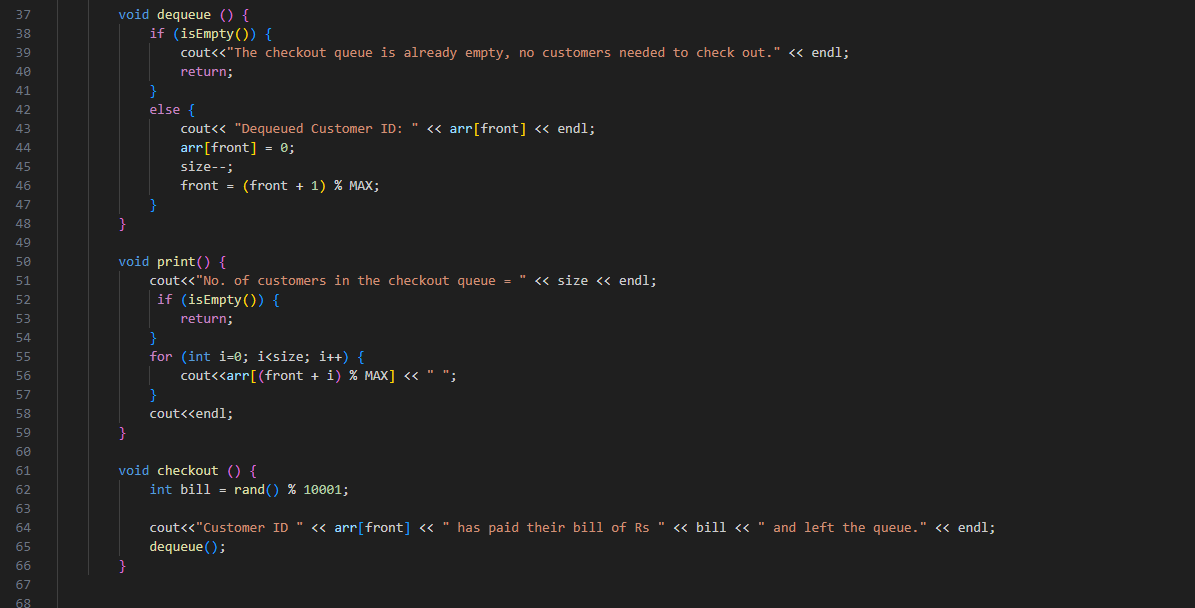 37 void dequeue () {
38 if (isEmpty()) {
39 cout<<"The checkout queue is already empty, no customers needed to check out." << endl;
40 return;
41 }
42 else {
43 cout<< "Dequeued Customer ID: " << arr[front] << endl;
44 arr[front] = 0;
45 size--;
46 front = (front + 1) % MAX;
47 }
48 }
49
50 void print() {
51 cout<<"No. of customers in the checkout queue = " << size << endl;
52 if (isEmpty()) {
53 return;
54 }
55 for (int i=0; i<size; i++) {
56 cout<<arr[(front + i) % MAX] << " ";
57 }
58 cout<<endl;
59 }
60
61 void checkout () {
62 int bill = rand() % 10001;
63
64 cout<<"Customer ID " << arr[front] << " has paid their bill of Rs " << bill << " and left the queue." << endl;
65 dequeue();
66 }
67
68